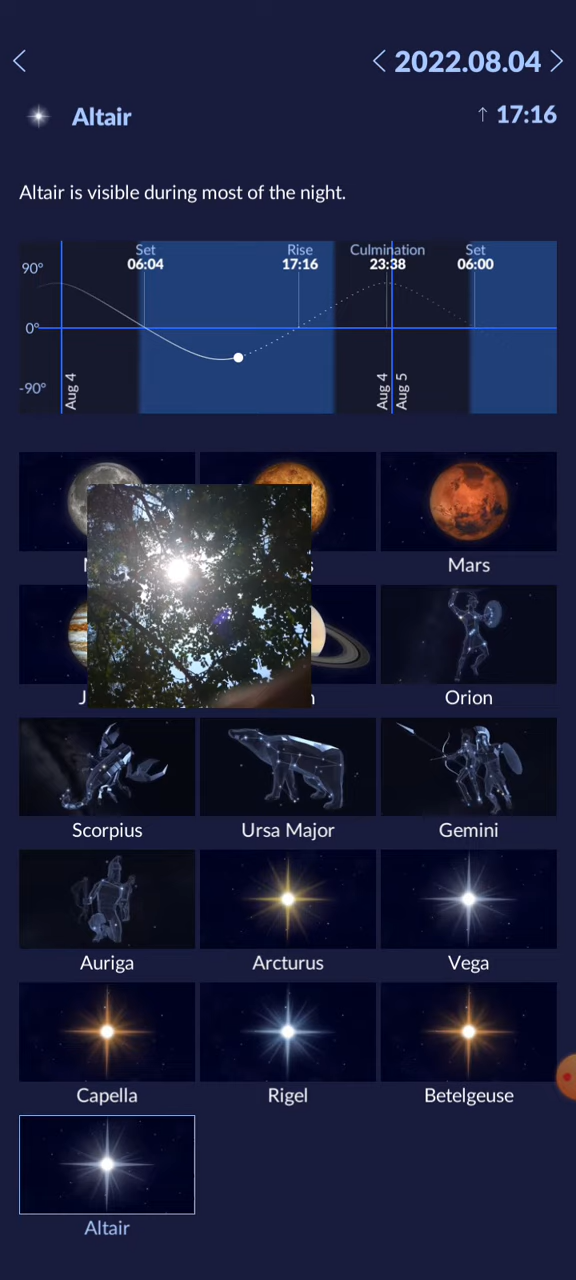 2022.08.04
Altair
↑ 17:16
Altair is visible during most of the night.
Set Rise Culmination Set
06:04 17:16 23:38 06:00
90°
0°
-90°
Aug 4
Aug 4
Aug 5
Mars
Orion
Scorpius Ursa Major Gemini
Auriga Arcturus Vega
Capella Rigel Betelgeuse
Altair